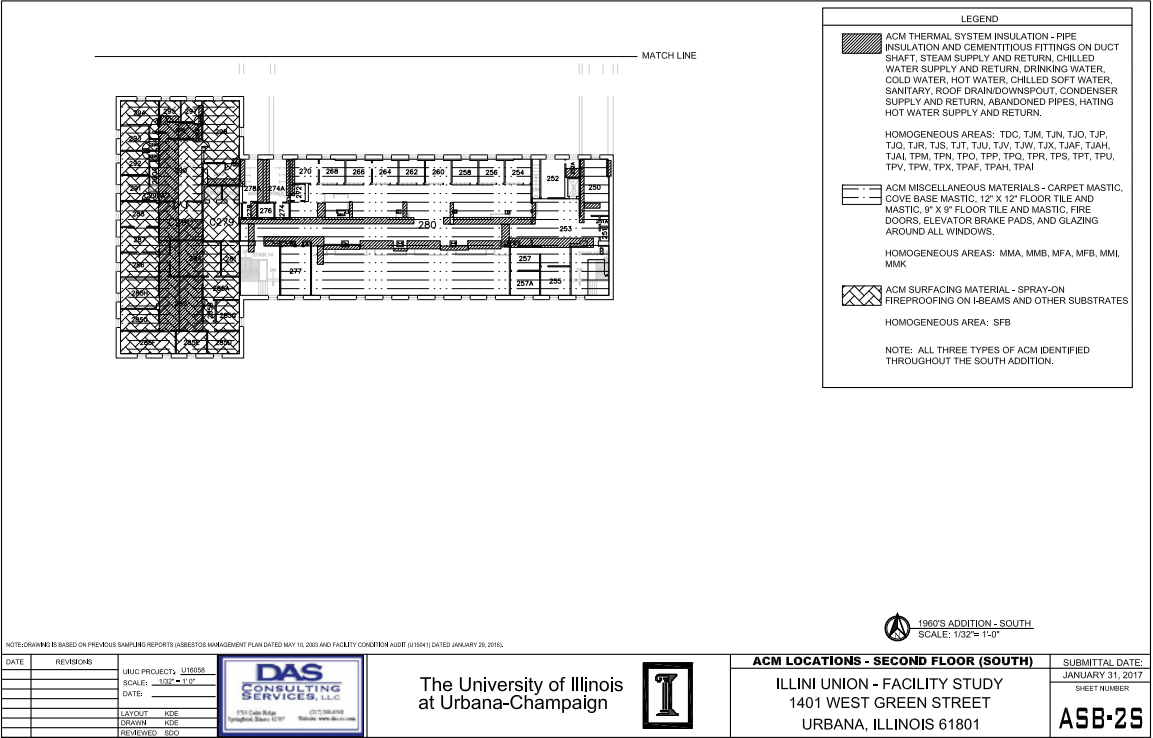 LEGEND
ACM THERMAL SYSTEM INSULATION - PIPE
INSULATION AND CEMENTITIOUS FITTINGS ON DUCT
SHAFT, STEAM SUPPLY AND RETURN, CHILLED
WATER SUPPLY AND RETURN, DRINKING WATER,
COLD WATER, HOT WATER, CHILLED SOFT WATER,
SANITARY, ROOF DRAIN/DOWNSPOUT, CONDENSER
SUPPLY AND RETURN, ABANDONED PIPES, HATING
HOT WATER SUPPLY AND RETURN.
HOMOGENEOUS AREAS: TDC, TJM, TJN, TJO, TJP,
TJQ, TJR, TJS, TJT, TJU, TJV, TJW, TJX, TJAF, TJAH,
TJAI, TPM, TPN, TPO, TPP, TPQ, TPR, TPS, TPT, TPU,
TPV, TPW, TPX, TPAF, TPAH, TPAI
ACM MISCELLANEOUS MATERIALS - CARPET MASTIC,
COVE BASE MASTIC, 12" X 12" FLOOR TILE AND
MASTIC, 9" X 9" FLOOR TILE AND MASTIC, FIRE
DOORS, ELEVATOR BRAKE PADS, AND GLAZING
AROUND ALL WINDOWS.
HOMOGENEOUS AREAS: MMA, MMB, MFA, MFB, MMI,
MMK
ACM SURFACING MATERIAL - SPRAY-ON
FIREPROOFING ON I-BEAMS AND OTHER SUBSTRATES
HOMOGENEOUS AREA: SFB
NOTE: ALL THREE TYPES OF ACM IDENTIFIED
THROUGHOUT THE SOUTH ADDITION.
MATCH LINE
270 268 266 264 262 260 258 256 254
252
250
278A 274A
272
276
274
279
280
253
277
257
257A
255
STAIR 14
1960'S ADDITION - SOUTH
SCALE: 1/32"= 1'-0"
NOTE: DRAWING IS BASED ON PREVIOUS SAMPLING REPORTS (ASBESTOS MANAGEMENT PLAN DATED MAY 10, 2003 AND FACILITY CONDITION AUDIT (U15041) DATED JANUARY 29, 2016).
DATE REVISIONS
UIUC PROJECT: U16058
SCALE: 1/32" = 1' 0"
DATE:
LAYOUT KDE
DRAWN KDE
REVIEWED SDO
DAS
CONSULTING
SERVICES, LLC
The University of Illinois
at Urbana-Champaign
I
ACM LOCATIONS - SECOND FLOOR (SOUTH)
ILLINI UNION - FACILITY STUDY
1401 WEST GREEN STREET
URBANA, ILLINOIS 61801
SUBMITTAL DATE:
JANUARY 31, 2017
SHEET NUMBER
ASB-2S